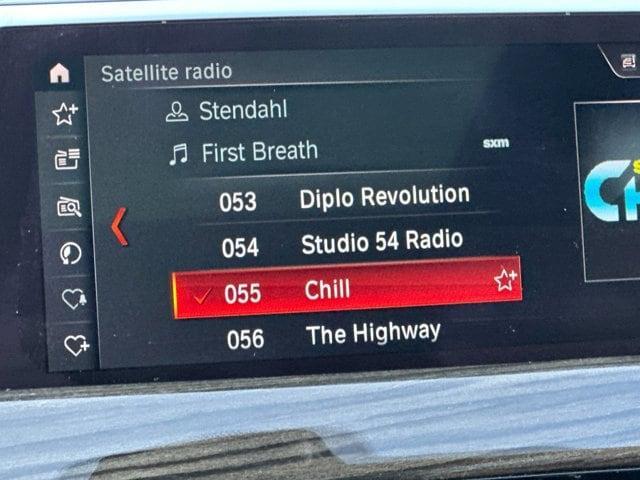 Satellite radio
Stendahl
First Breath
sxm
053 Diplo Revolution
054 Studio 54 Radio
055 Chill
056 The Highway